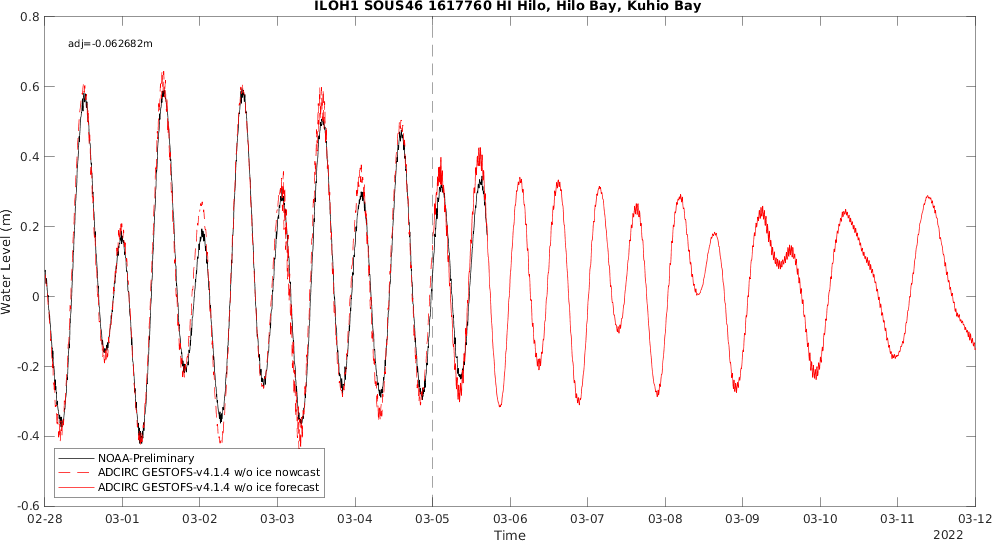 ILOH1 SOUS46 1617760 HI Hilo, Hilo Bay, Kuhio Bay
adj=-0.062682m
Water Level (m)
0.8
0.6
0.4
0.2
0
-0.2
-0.4
-0.6
NOAA-Preliminary
ADCIRC GESTOFS-v4.1.4 w/o ice nowcast
ADCIRC GESTOFS-v4.1.4 w/o ice forecast
02-28 03-01 03-02 03-03 03-04 03-05 03-06 03-07 03-08 03-09 03-10 03-11 03-12
Time
2022